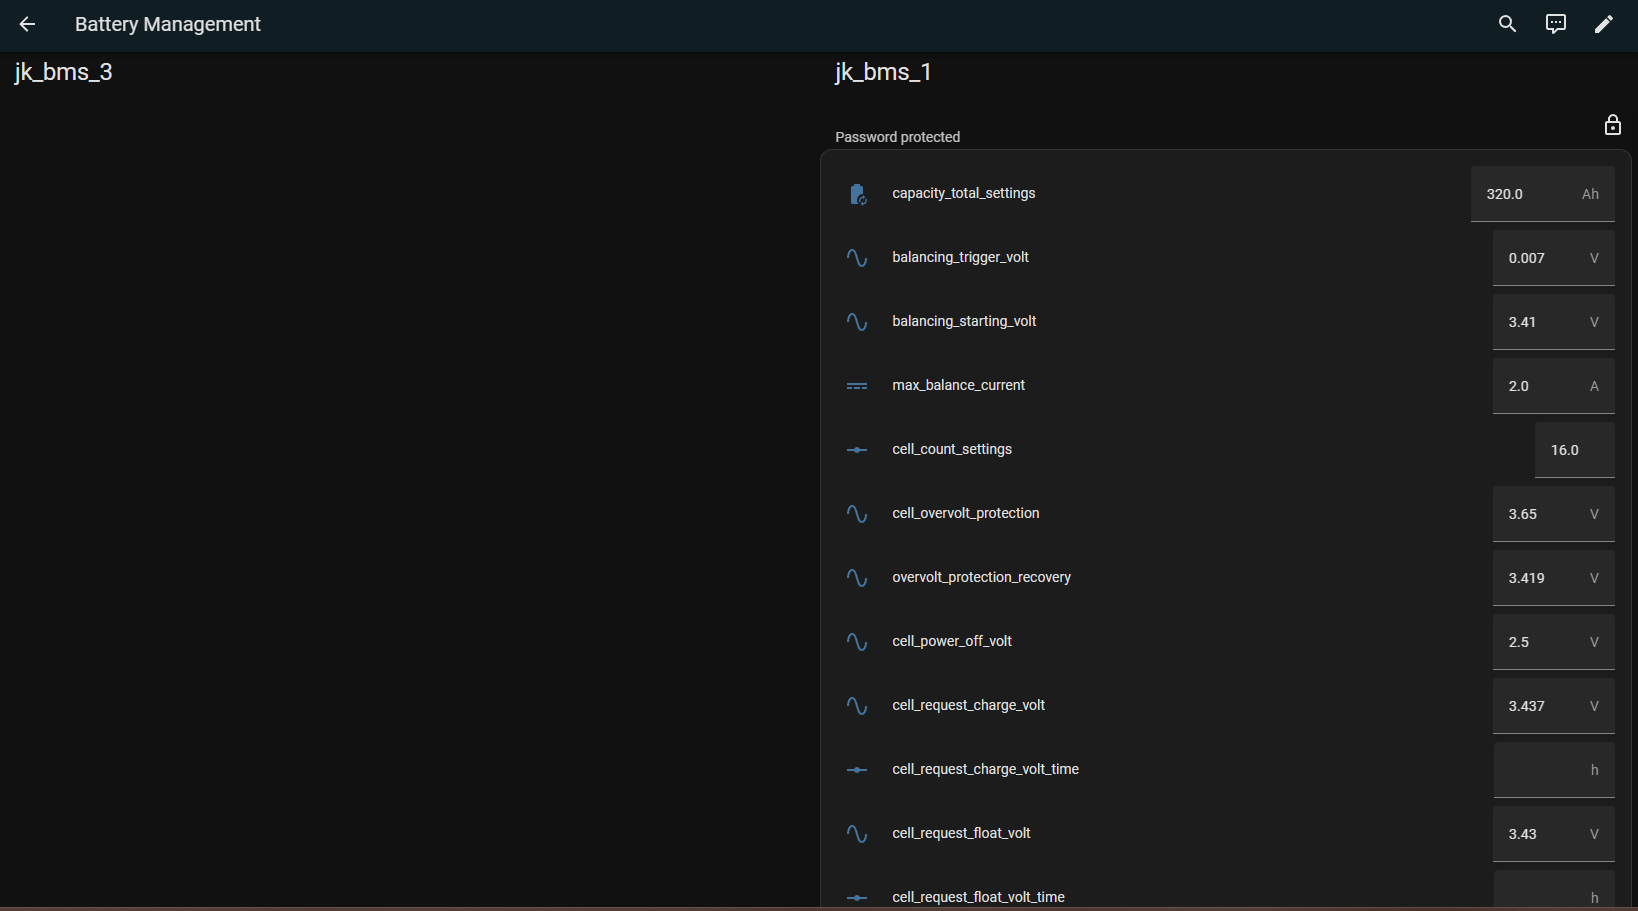 Battery Management
jk_bms_3
jk_bms_1
Password protected
capacity_total_settings 320.0 Ah
balancing_trigger_volt 0.007 V
balancing_starting_volt 3.41 V
max_balance_current 2.0 A
cell_count_settings 16.0
cell_overvolt_protection 3.65 V
overvolt_protection_recovery 3.419 V
cell_power_off_volt 2.5 V
cell_request_charge_volt 3.437 V
cell_request_charge_volt_time h
cell_request_float_volt 3.43 V
cell_request_float_volt_time h